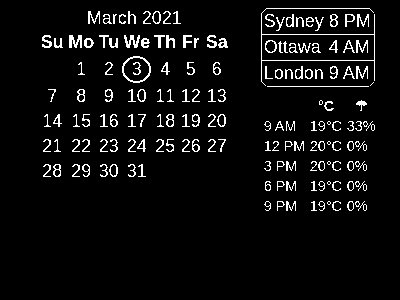 March 2021
Su Mo Tu We Th Fr Sa
1 2 3 4 5 6
7 8 9 10 11 12 13
14 15 16 17 18 19 20
21 22 23 24 25 26 27
28 29 30 31
Sydney 8 PM
Ottawa 4 AM
London 9 AM
°C ☂
9 AM 19°C 33%
12 PM 20°C 0%
3 PM 20°C 0%
6 PM 19°C 0%
9 PM 19°C 0%